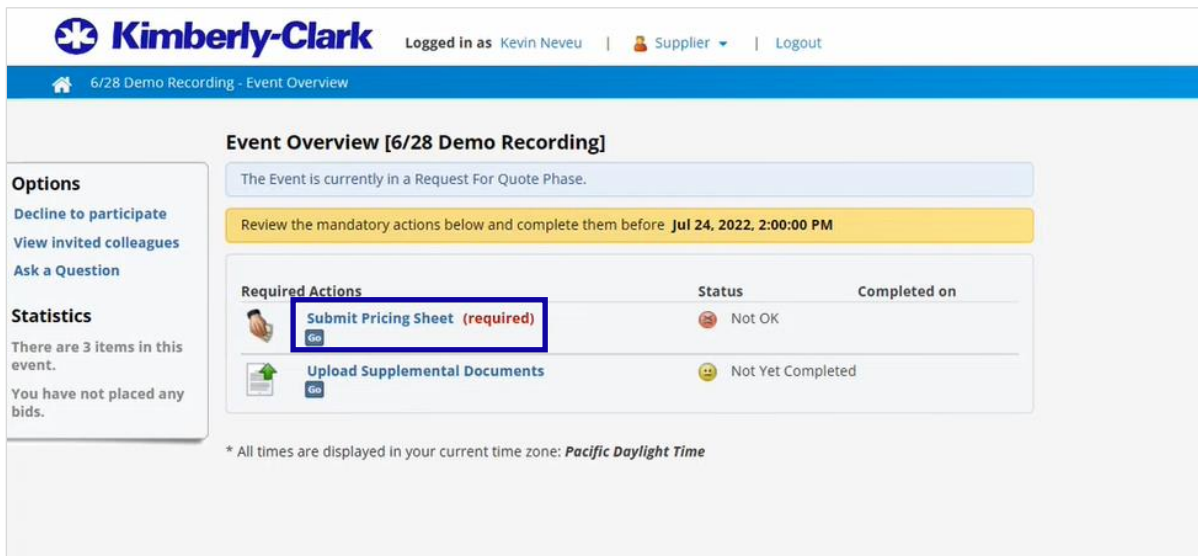 Kimberly-Clark
Logged in as Kevin Neveu | Supplier | Logout
6/28 Demo Recording - Event Overview
Event Overview [6/28 Demo Recording]
The Event is currently in a Request For Quote Phase.
Review the mandatory actions below and complete them before Jul 24, 2022, 2:00:00 PM
Options
Decline to participate
View invited colleagues
Ask a Question
Statistics
There are 3 items in this
event.
You have not placed any
bids.
Required Actions Status Completed on
Submit Pricing Sheet (required) Not OK
Go
Upload Supplemental Documents Not Yet Completed
Go
* All times are displayed in your current time zone: Pacific Daylight Time